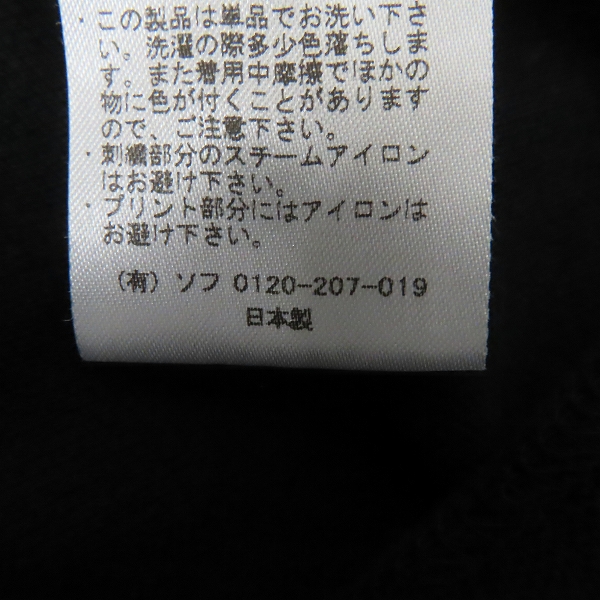 ・この製品は単品でお洗い下さ
い。洗濯の際多少色落ちしま
す。また着用中摩擦でほかの
物に色が付くことがあります
ので、ご注意下さい。
・刺繍部分のスチームアイロン
はお避け下さい。
・プリント部分にはアイロンは
お避け下さい。
(有) ソフ 0120-207-019
日本製